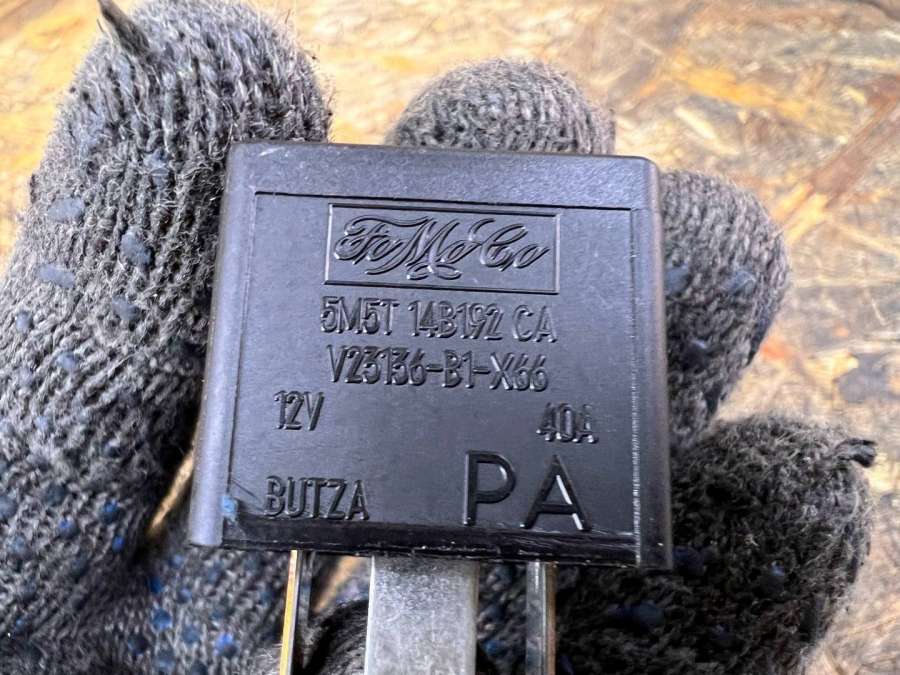 FoMoCo
5M5T 14B192 CA
V23136-B1-X66
12V 40A
BUTZA PA